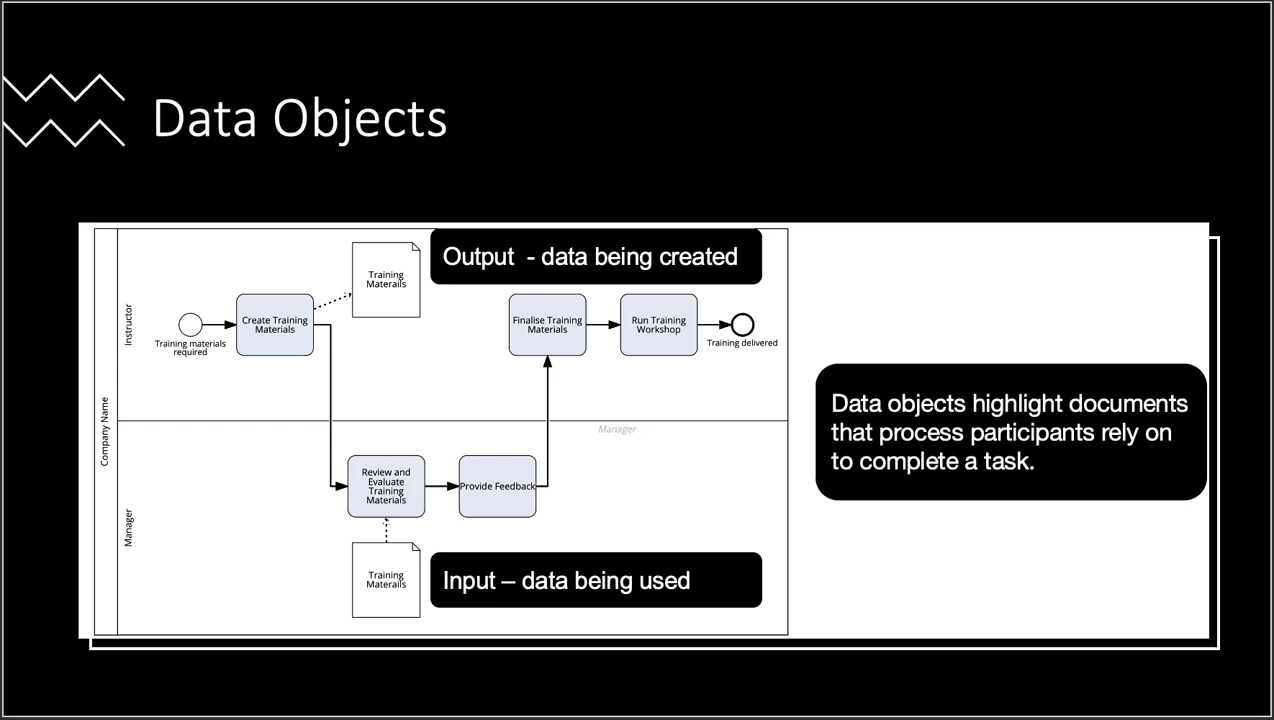 Data Objects
Output - data being created
Training
Materails
Instructor
Create Training
Materials
Finalise Training
Materials
Run Training
Workshop
Training materials
required
Training delivered
Data objects highlight documents
that process participants rely on
to complete a task.
Company Name
Manager
Review and
Evaluate
Training
Materials
Provide Feedback
Manager
Training
Materails
Input – data being used